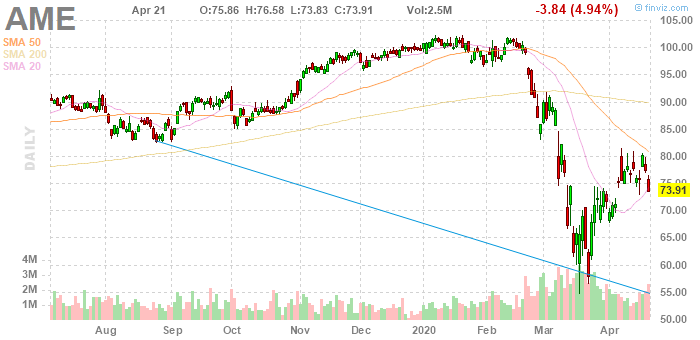 AME
Apr 21 O:75.86 H:76.58 L:73.83 C:73.91 Vol:2.5M -3.84 (4.94%)
© finviz.com
SMA 50
SMA 200
SMA 20
DAILY
105.00
100.00
95.00
90.00
85.00
80.00
75.00
73.91
70.00
65.00
60.00
55.00
50.00
4M
3M
2M
1M
Aug Sep Oct Nov Dec 2020 Feb Mar Apr